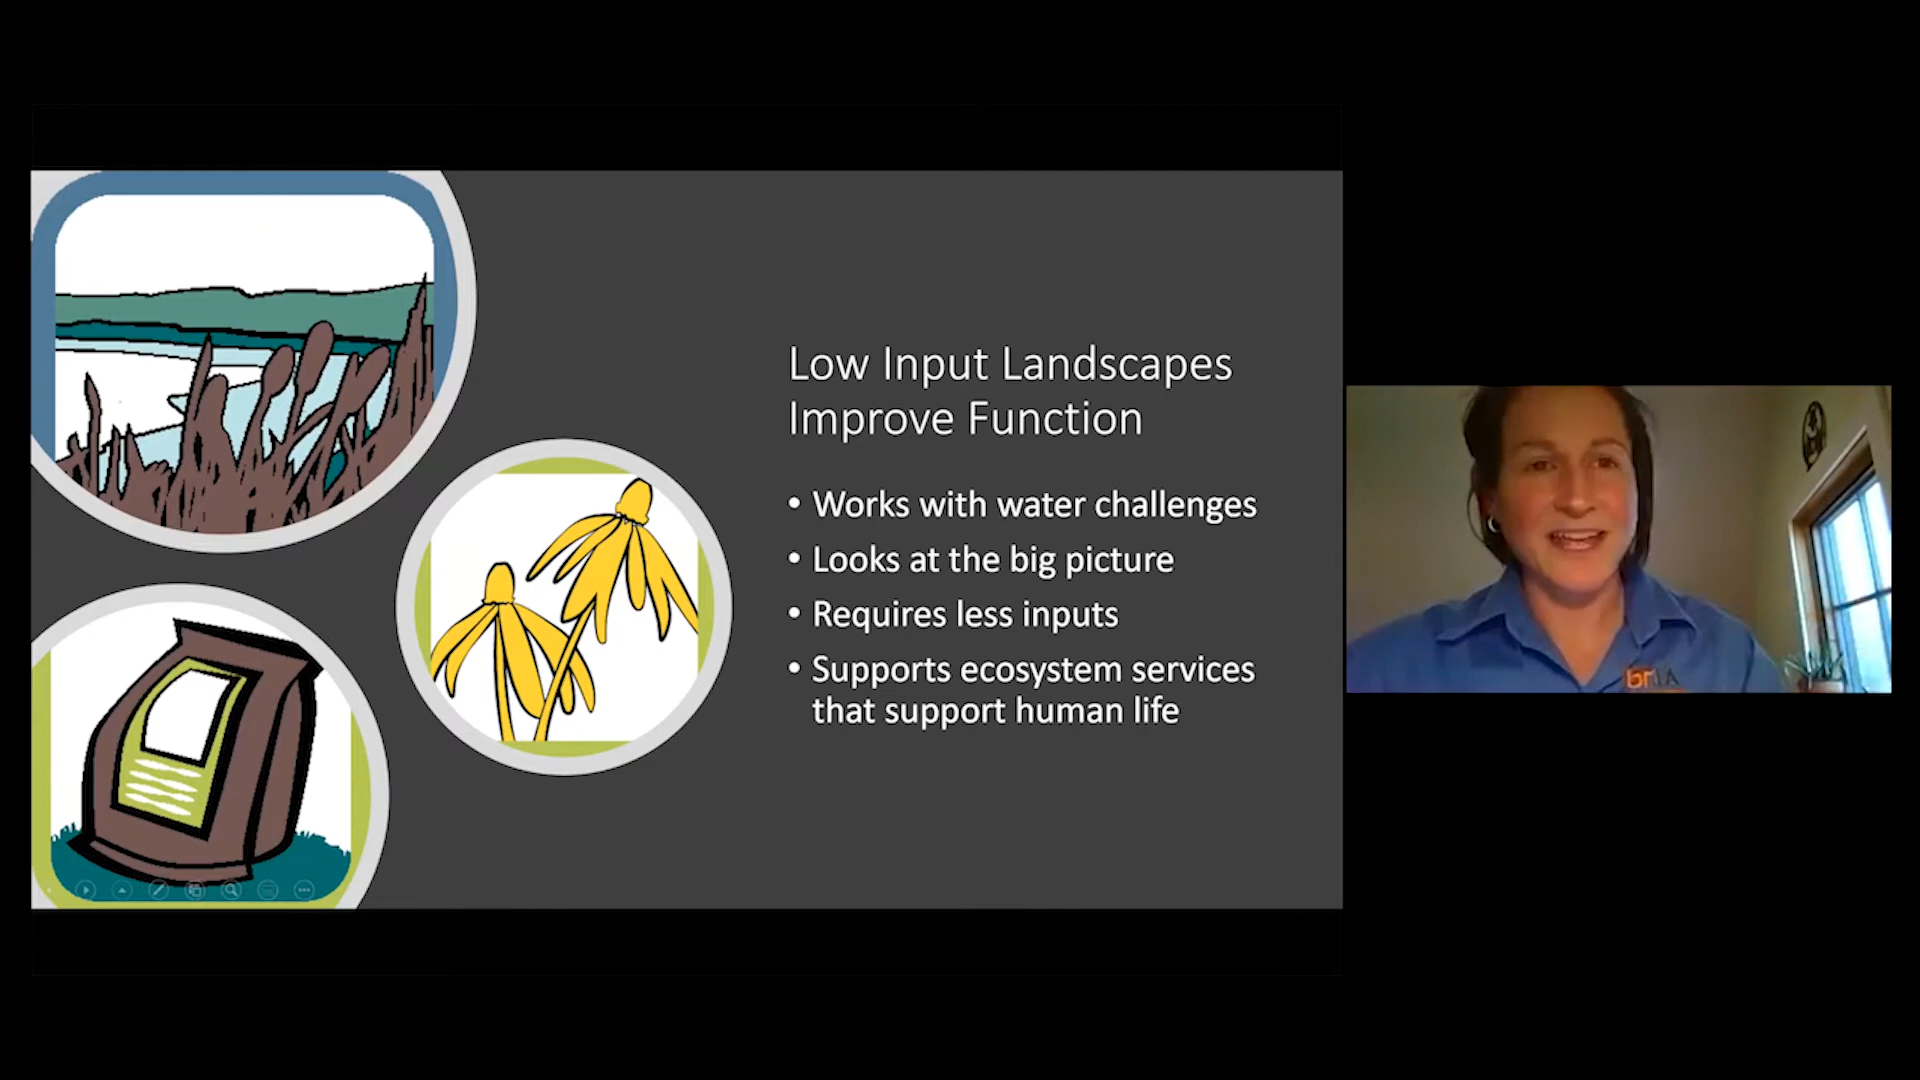 Low Input Landscapes
Improve Function
• Works with water challenges
• Looks at the big picture
• Requires less inputs
• Supports ecosystem services
that support human life